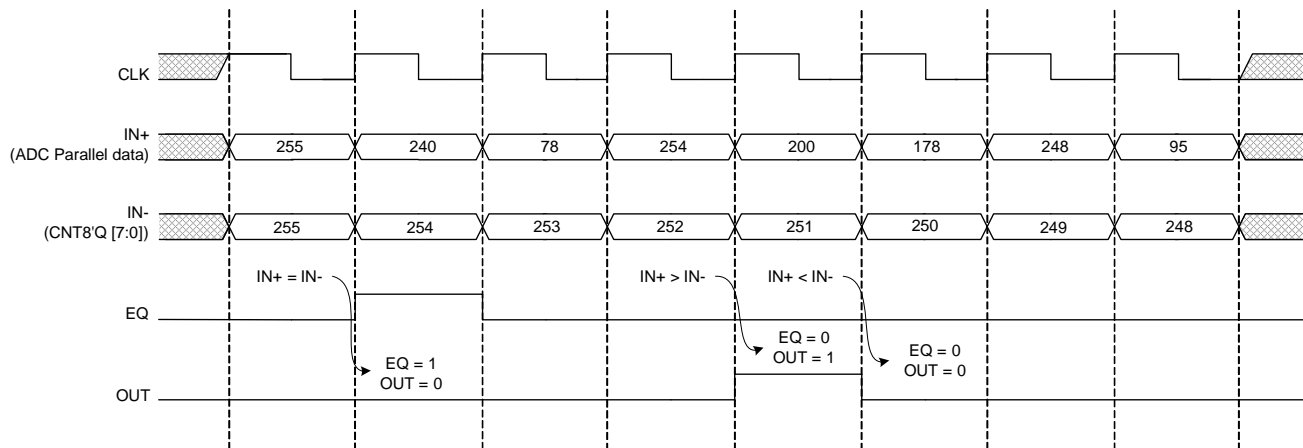 CLK
IN+
(ADC Parallel data)
255 240 78 254 200 178 248 95
IN-
(CNT8'Q [7:0])
255 254 253 252 251 250 249 248
IN+ = IN- IN+ > IN- IN+ < IN-
EQ
EQ = 1
OUT = 0
EQ = 0
OUT = 1
EQ = 0
OUT = 0
OUT